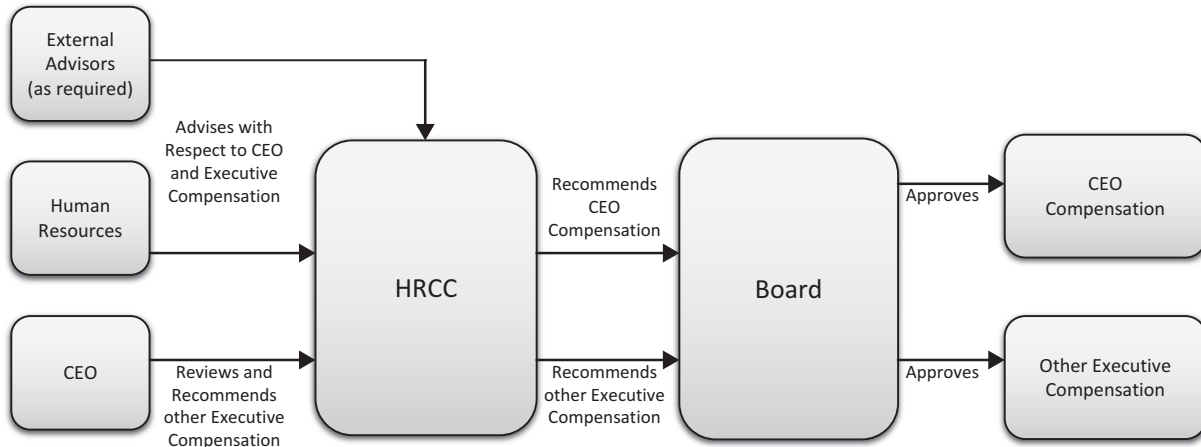 External
Advisors
(as required)
Advises with
Respect to CEO
and Executive
Compensation
Human
Resources
CEO
Reviews and
Recommends
other Executive
Compensation
HRCC
Recommends
CEO
Compensation
Recommends
other Executive
Compensation
Board
Approves
CEO
Compensation
Approves
Other Executive
Compensation